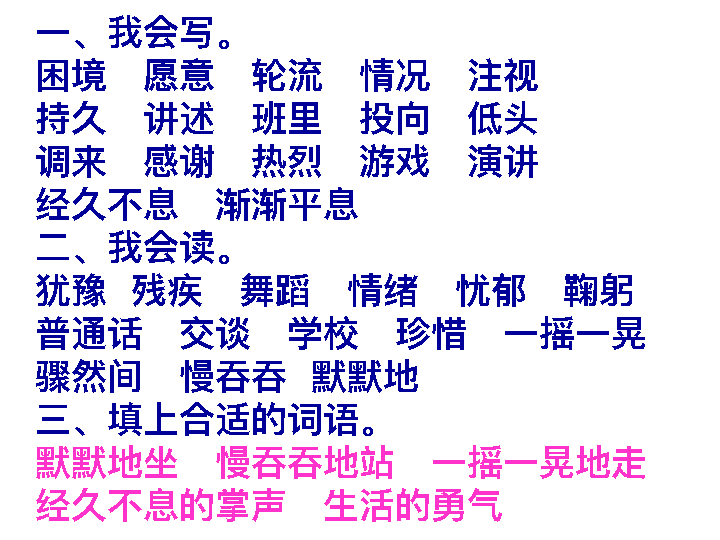 一、我会写。
困境 愿意 轮流 情况 注视
持久 讲述 班里 投向 低头
调来 感谢 热烈 游戏 演讲
经久不息 渐渐平息
二、我会读。
犹豫 残疾 舞蹈 情绪 忧郁 鞠躬
普通话 交谈 学校 珍惜 一摇一晃
骤然间 慢吞吞 默默地
三、填上合适的词语。
默默地坐 慢吞吞地站 一摇一晃地走
经久不息的掌声 生活的勇气